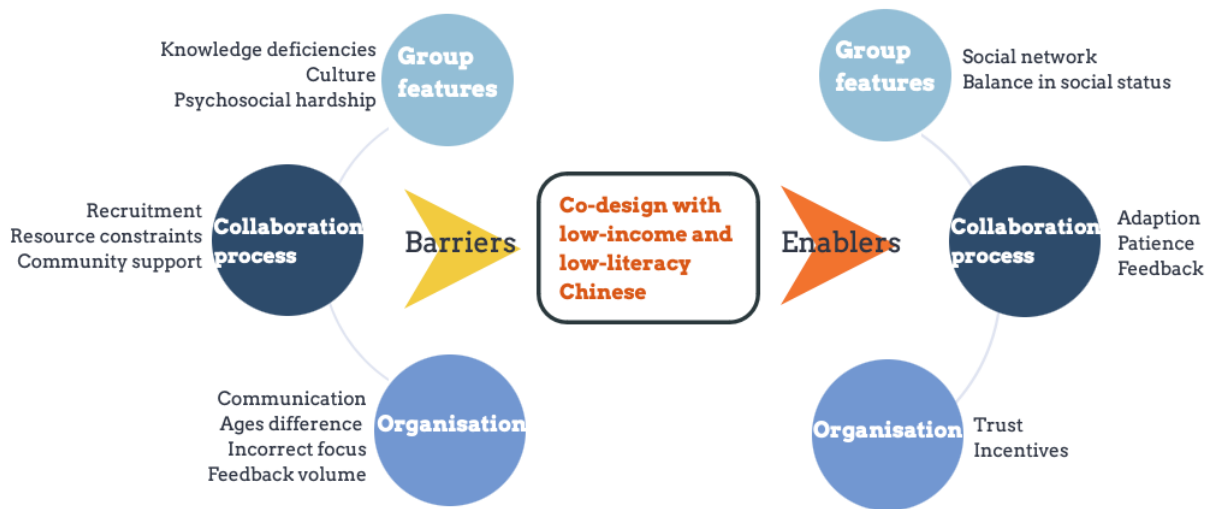 Knowledge deficiencies
Culture
Psychosocial hardship
Group
features
Recruitment
Resource constraints
Community support
Collaboration
process
Communication
Ages difference
Incorrect focus
Feedback volume
Organisation
Barriers
Co-design with
low-income and
low-literacy
Chinese
Enablers
Group
features
Social network
Balance in social status
Collaboration
process
Adaption
Patience
Feedback
Organisation
Trust
Incentives